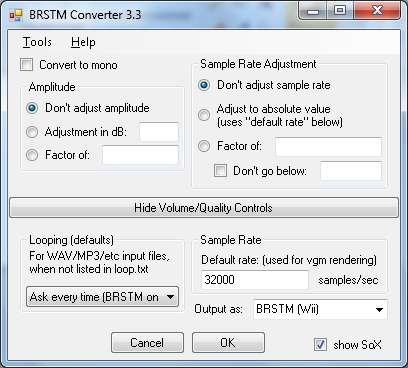 BRSTM Converter 3.3
Tools Help
Convert to mono
Amplitude
Don't adjust amplitude
Adjustment in dB:
Factor of:
Sample Rate Adjustment
Don't adjust sample rate
Adjust to absolute value
(uses "default rate" below)
Factor of:
Don't go below:
Hide Volume/Quality Controls
Looping (defaults)
For WAV/MP3/etc input files,
when not listed in loop.txt
Ask every time (BRSTM on
Sample Rate
Default rate: (used for vgm rendering)
32000 samples/sec
Output as: BRSTM (Wii)
Cancel OK show SoX